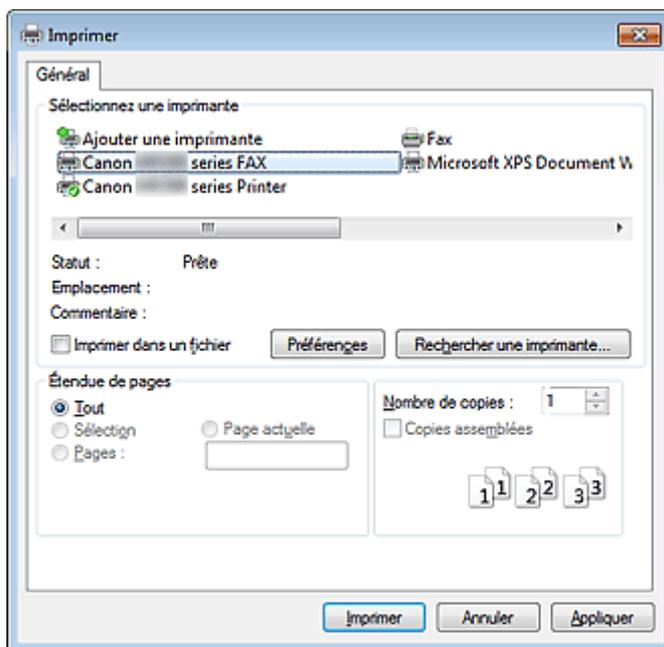 Imprimer
Général
Sélectionnez une imprimante
Ajouter une imprimante
Fax
Canon series FAX
Microsoft XPS Document W
Canon series Printer
Statut : Prête
Emplacement :
Commentaire :
Imprimer dans un fichier
Préférences
Rechercher une imprimante...
Étendue de pages
Tout
Sélection
Page actuelle
Pages :
Nombre de copies : 1
Copies assemblées
1 1 2 2 3 3
Imprimer
Annuler
Appliquer